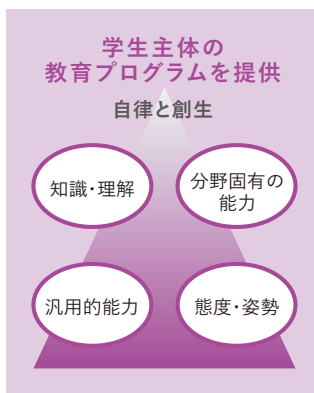 学生主体の
教育プログラムを提供
自律と創生
知識・理解
分野固有の
能力
汎用的能力
態度・姿勢